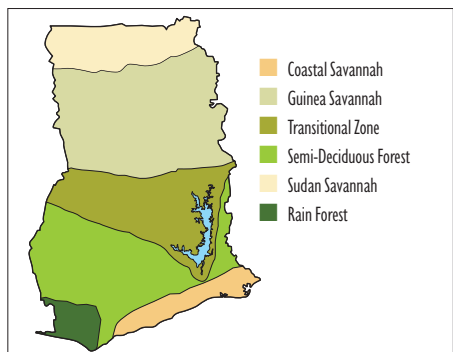 Coastal Savannah
Guinea Savannah
Transitional Zone
Semi-Deciduous Forest
Sudan Savannah
Rain Forest